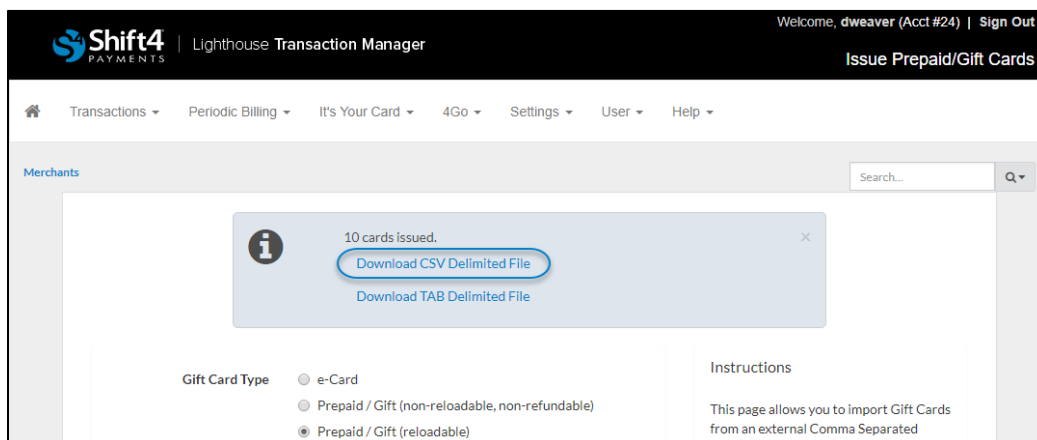 Welcome, dweaver (Acct #24) | Sign Out
Shift4 PAYMENTS | Lighthouse Transaction Manager
Issue Prepaid/Gift Cards
Transactions Periodic Billing It's Your Card 4Go Settings User Help
Merchants
Search...
10 cards issued.
Download CSV Delimited File
Download TAB Delimited File
Gift Card Type
e-Card
Prepaid / Gift (non-reloadable, non-refundable)
Prepaid / Gift (reloadable)
Instructions
This page allows you to import Gift Cards
from an external Comma Separated